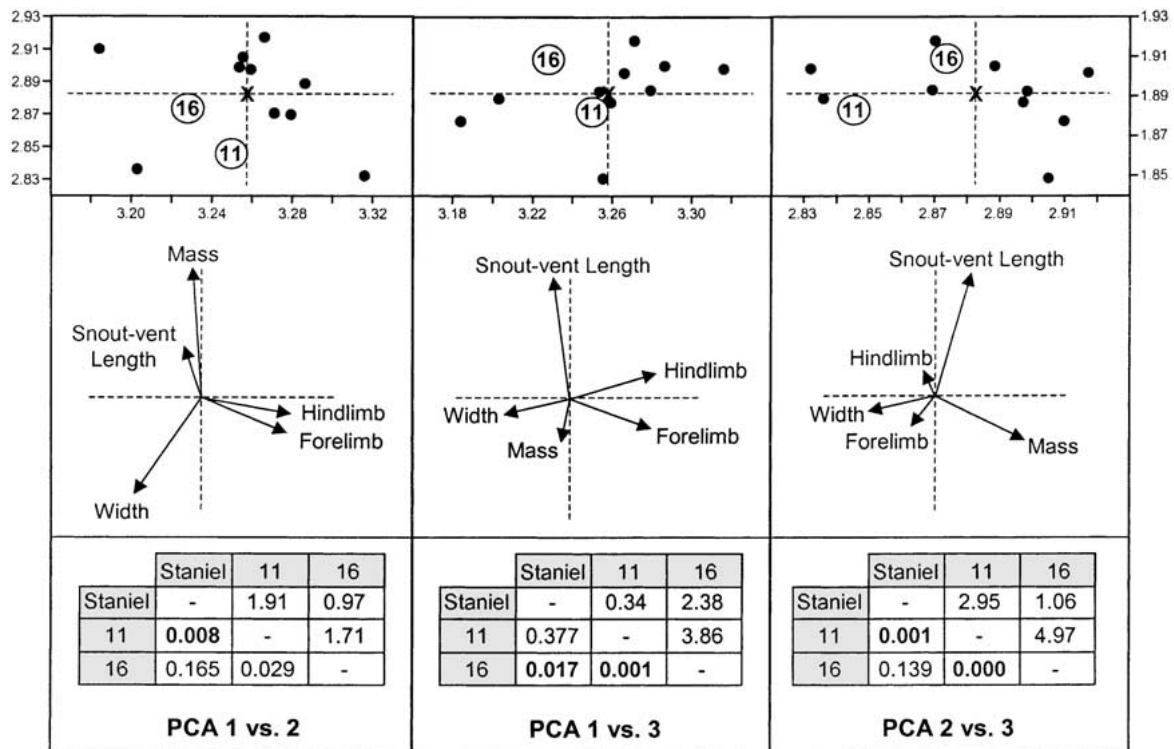 2.93
2.91
2.89
2.87
2.85
2.83
16
11
16
11
16
11
1.93
1.91
1.89
1.87
1.85
3.20 3.24 3.28 3.32
3.18 3.22 3.26 3.30
2.83 2.85 2.87 2.89 2.91
Mass
Snout-vent
Length
Hindlimb
Forelimb
Width
Snout-vent Length
Hindlimb
Width
Mass
Forelimb
Snout-vent Length
Hindlimb
Width
Forelimb
Mass
Staniel 11 16
Staniel - 1.91 0.97
11 0.008 - 1.71
16 0.165 0.029 -
PCA 1 vs. 2
Staniel 11 16
Staniel - 0.34 2.38
11 0.377 - 3.86
16 0.017 0.001 -
PCA 1 vs. 3
Staniel 11 16
Staniel - 2.95 1.06
11 0.001 - 4.97
16 0.139 0.000 -
PCA 2 vs. 3